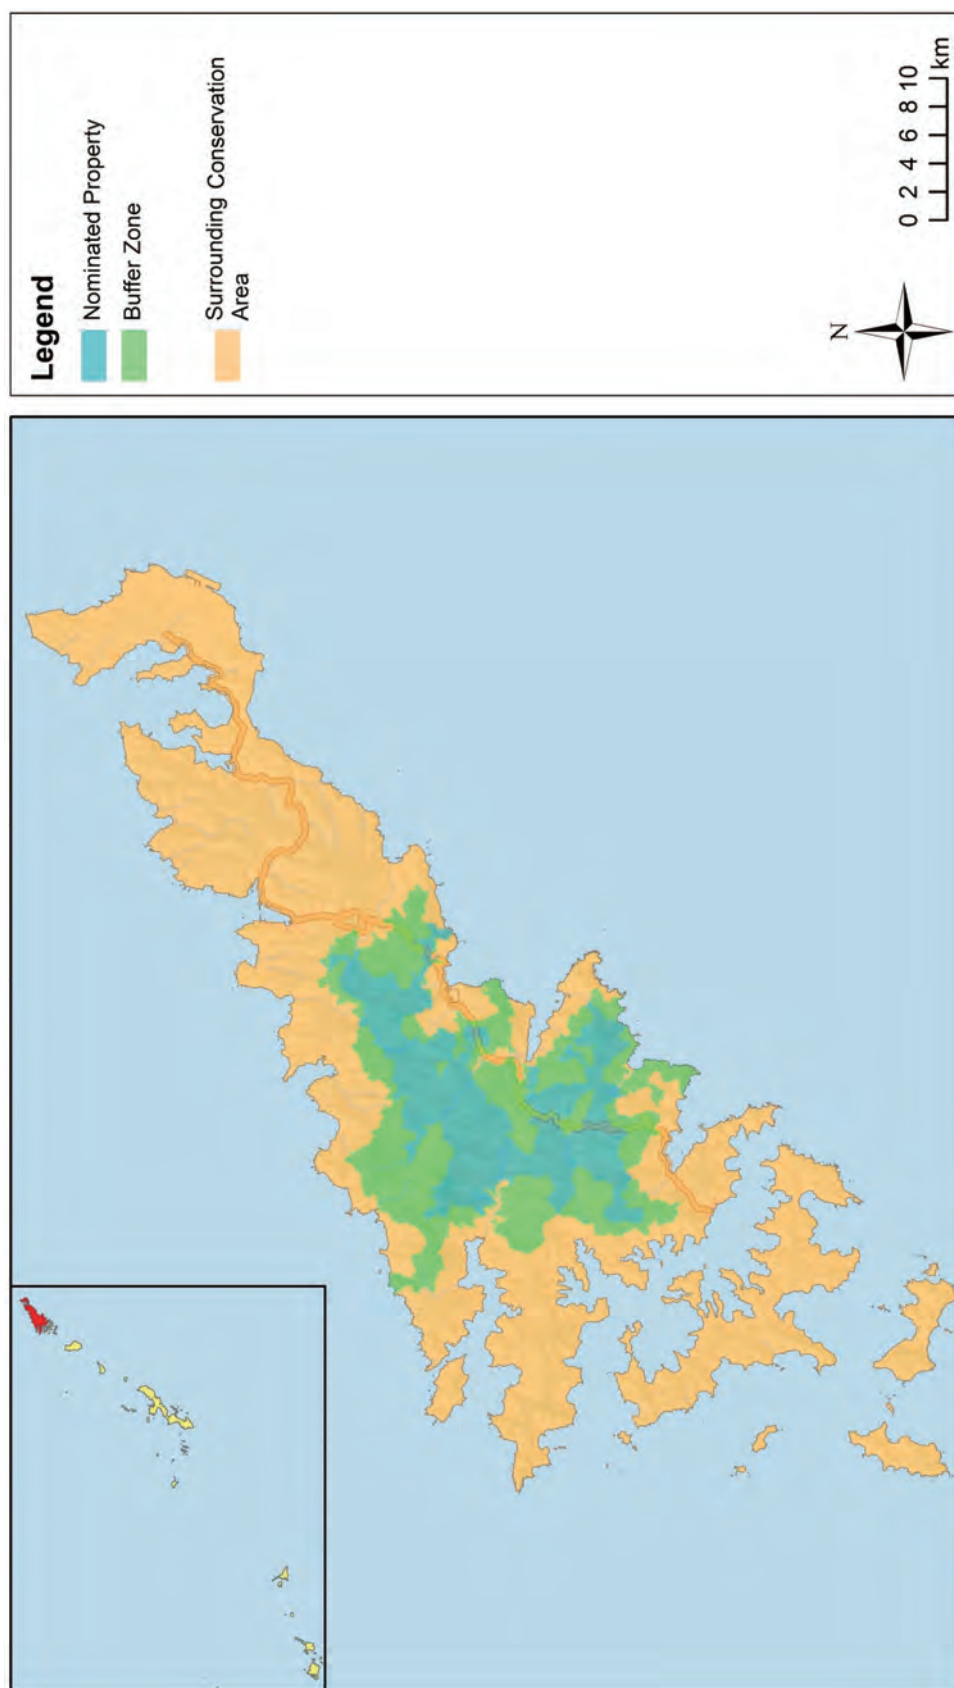 Legend
Nominated Property
Buffer Zone
Surrounding Conservation
Area
N
0 2 4 6 8 10
km